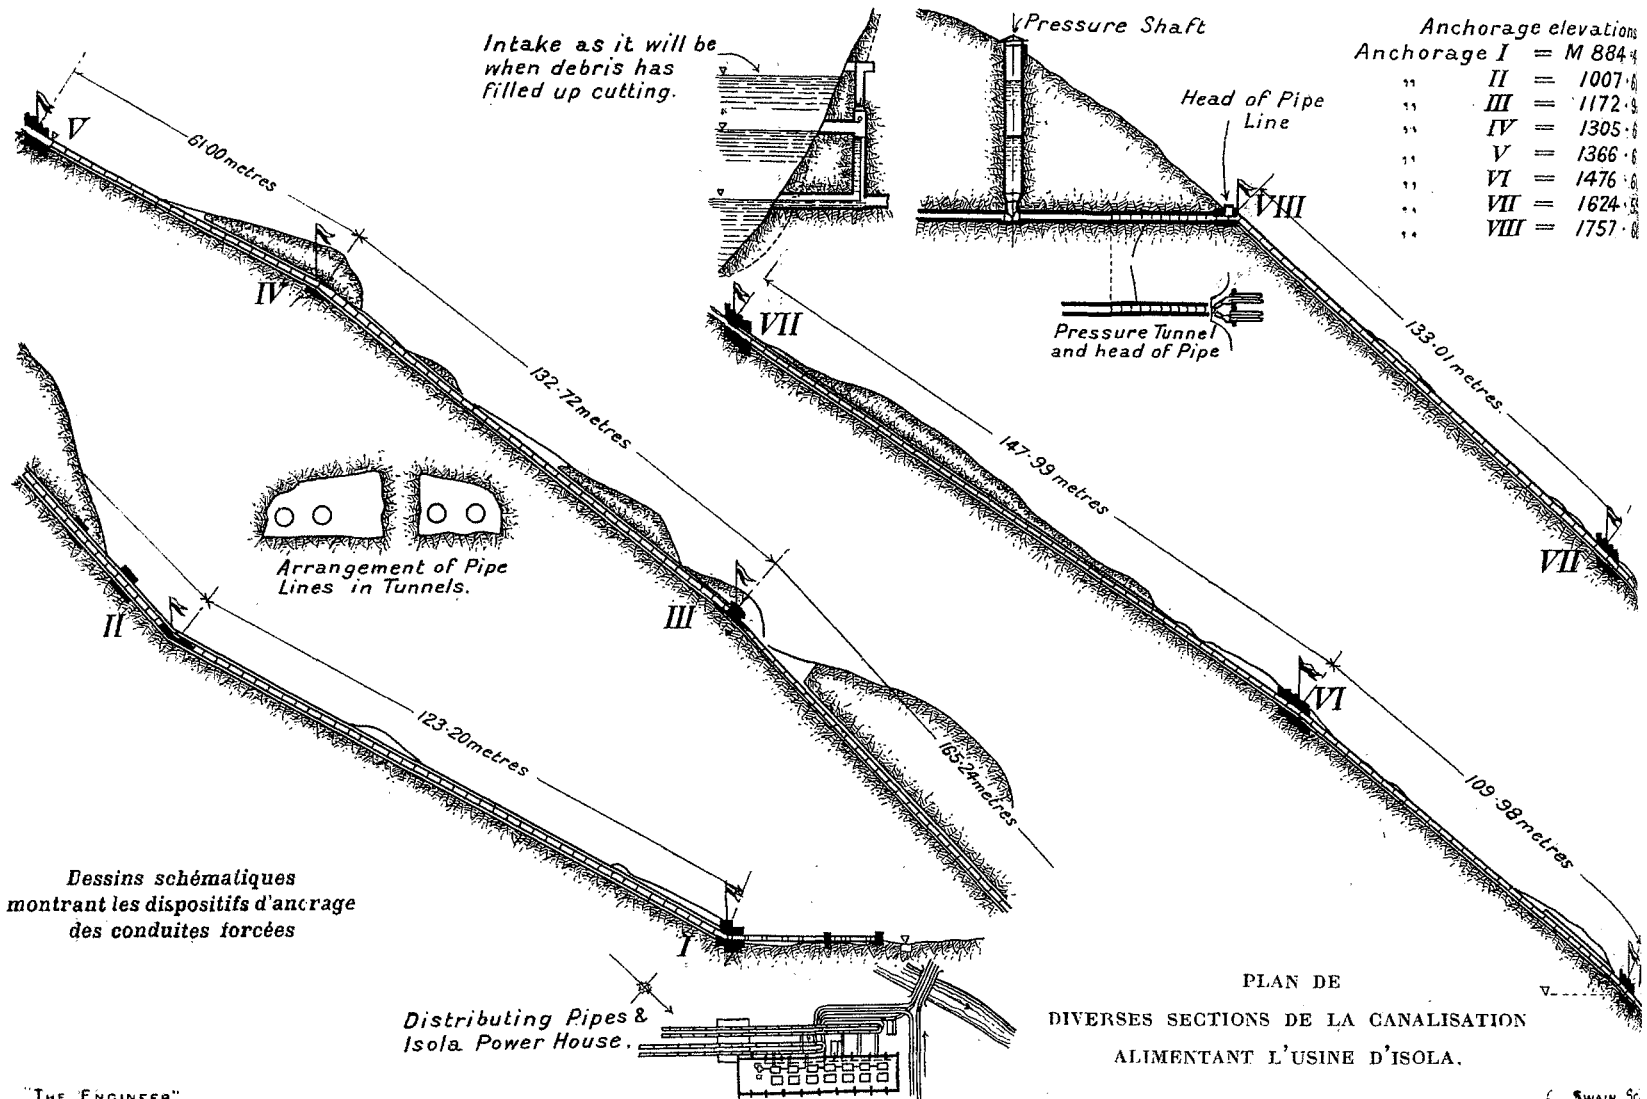 Intake as it will be
when debris has
filled up cutting.
Pressure Shaft
Head of Pipe
Line
Anchorage elevations
Anchorage I = M 884·
,, II = 1007·
,, III = 1172·
,, IV = 1305·
,, V = 1366·
,, VI = 1476·
,, VII = 1624·
,, VIII = 1757·
V
61·00 metres
IV
132·72 metres
III
165·24 metres
VIII
133·01 metres.
VII
Pressure Tunnel
and head of Pipe
VII
147·99 metres
VI
109·98 metres
Arrangement of Pipe
Lines in Tunnels.
II
123·20 metres
I
Dessins schématiques
montrant les dispositifs d'ancrage
des conduites forcées
Distributing Pipes &
Isola Power House.
PLAN DE
DIVERSES SECTIONS DE LA CANALISATION
ALIMENTANT L'USINE D'ISOLA.
"THE ENGINEER"
SWAIN Sc